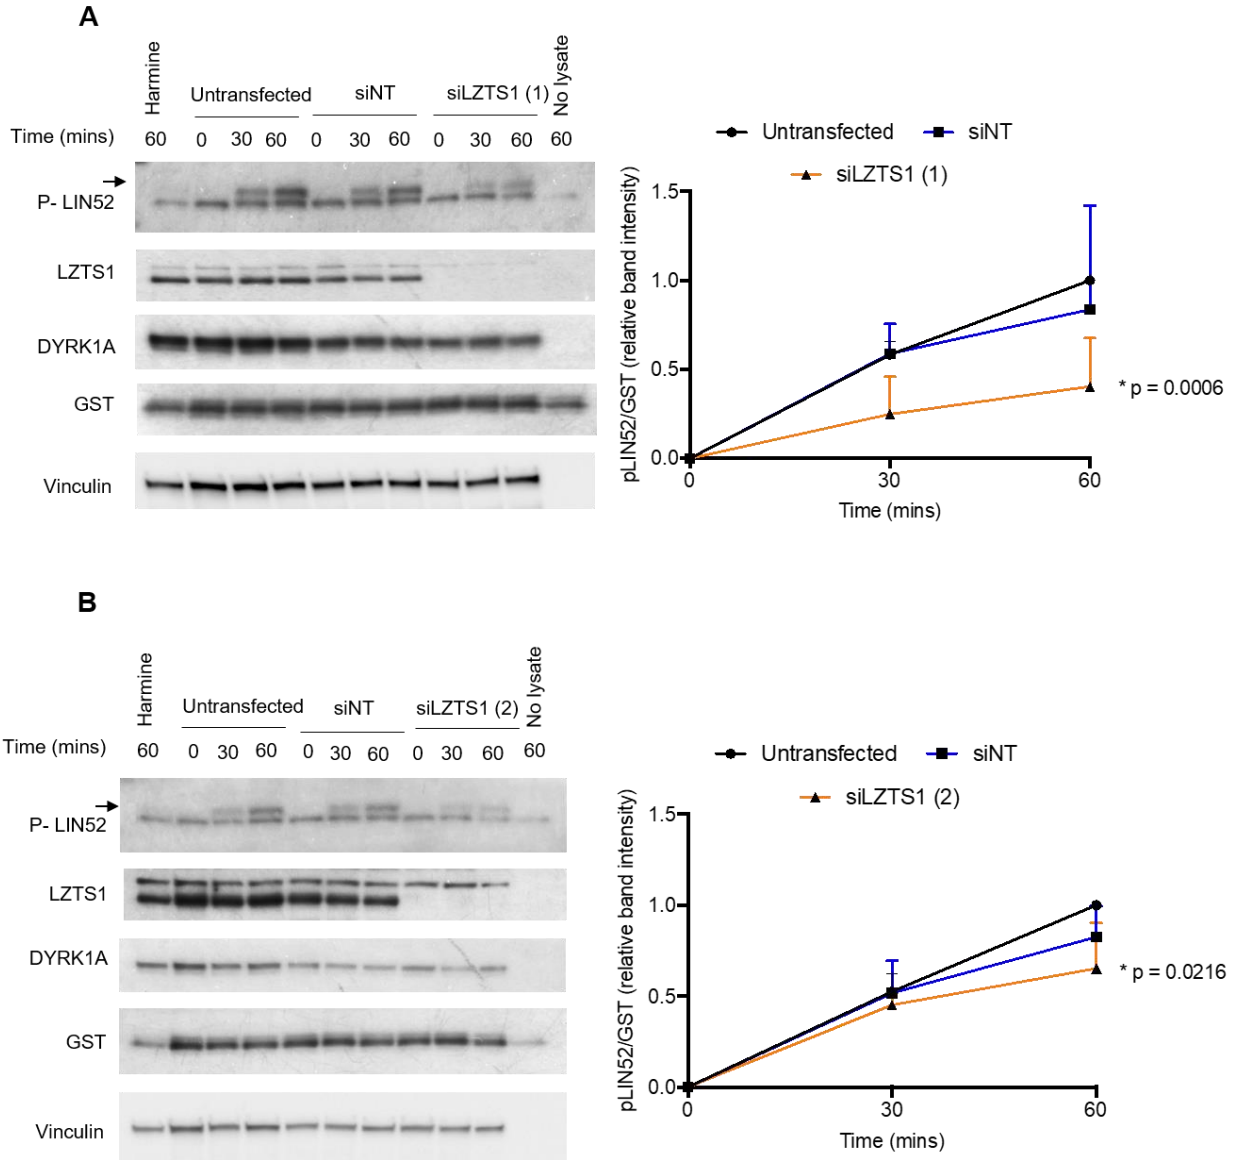 A
Harmine
Untransfected
siNT
siLZTS1 (1)
No lysate
Time (mins)
60 0 30 60 0 30 60 0 30 60 60
P- LIN52
LZTS1
DYRK1A
GST
Vinculin
Untransfected
siNT
siLZTS1 (1)
pLIN52/GST (relative band intensity)
1.5
1.0
0.5
0.0
0 30 60
Time (mins)
* p = 0.0006
B
Harmine
Untransfected
siNT
siLZTS1 (2)
No lysate
Time (mins)
60 0 30 60 0 30 60 0 30 60 60
P- LIN52
LZTS1
DYRK1A
GST
Vinculin
Untransfected
siNT
siLZTS1 (2)
pLIN52/GST (relative band intensity)
1.5
1.0
0.5
0.0
0 30 60
Time (mins)
* p = 0.0216